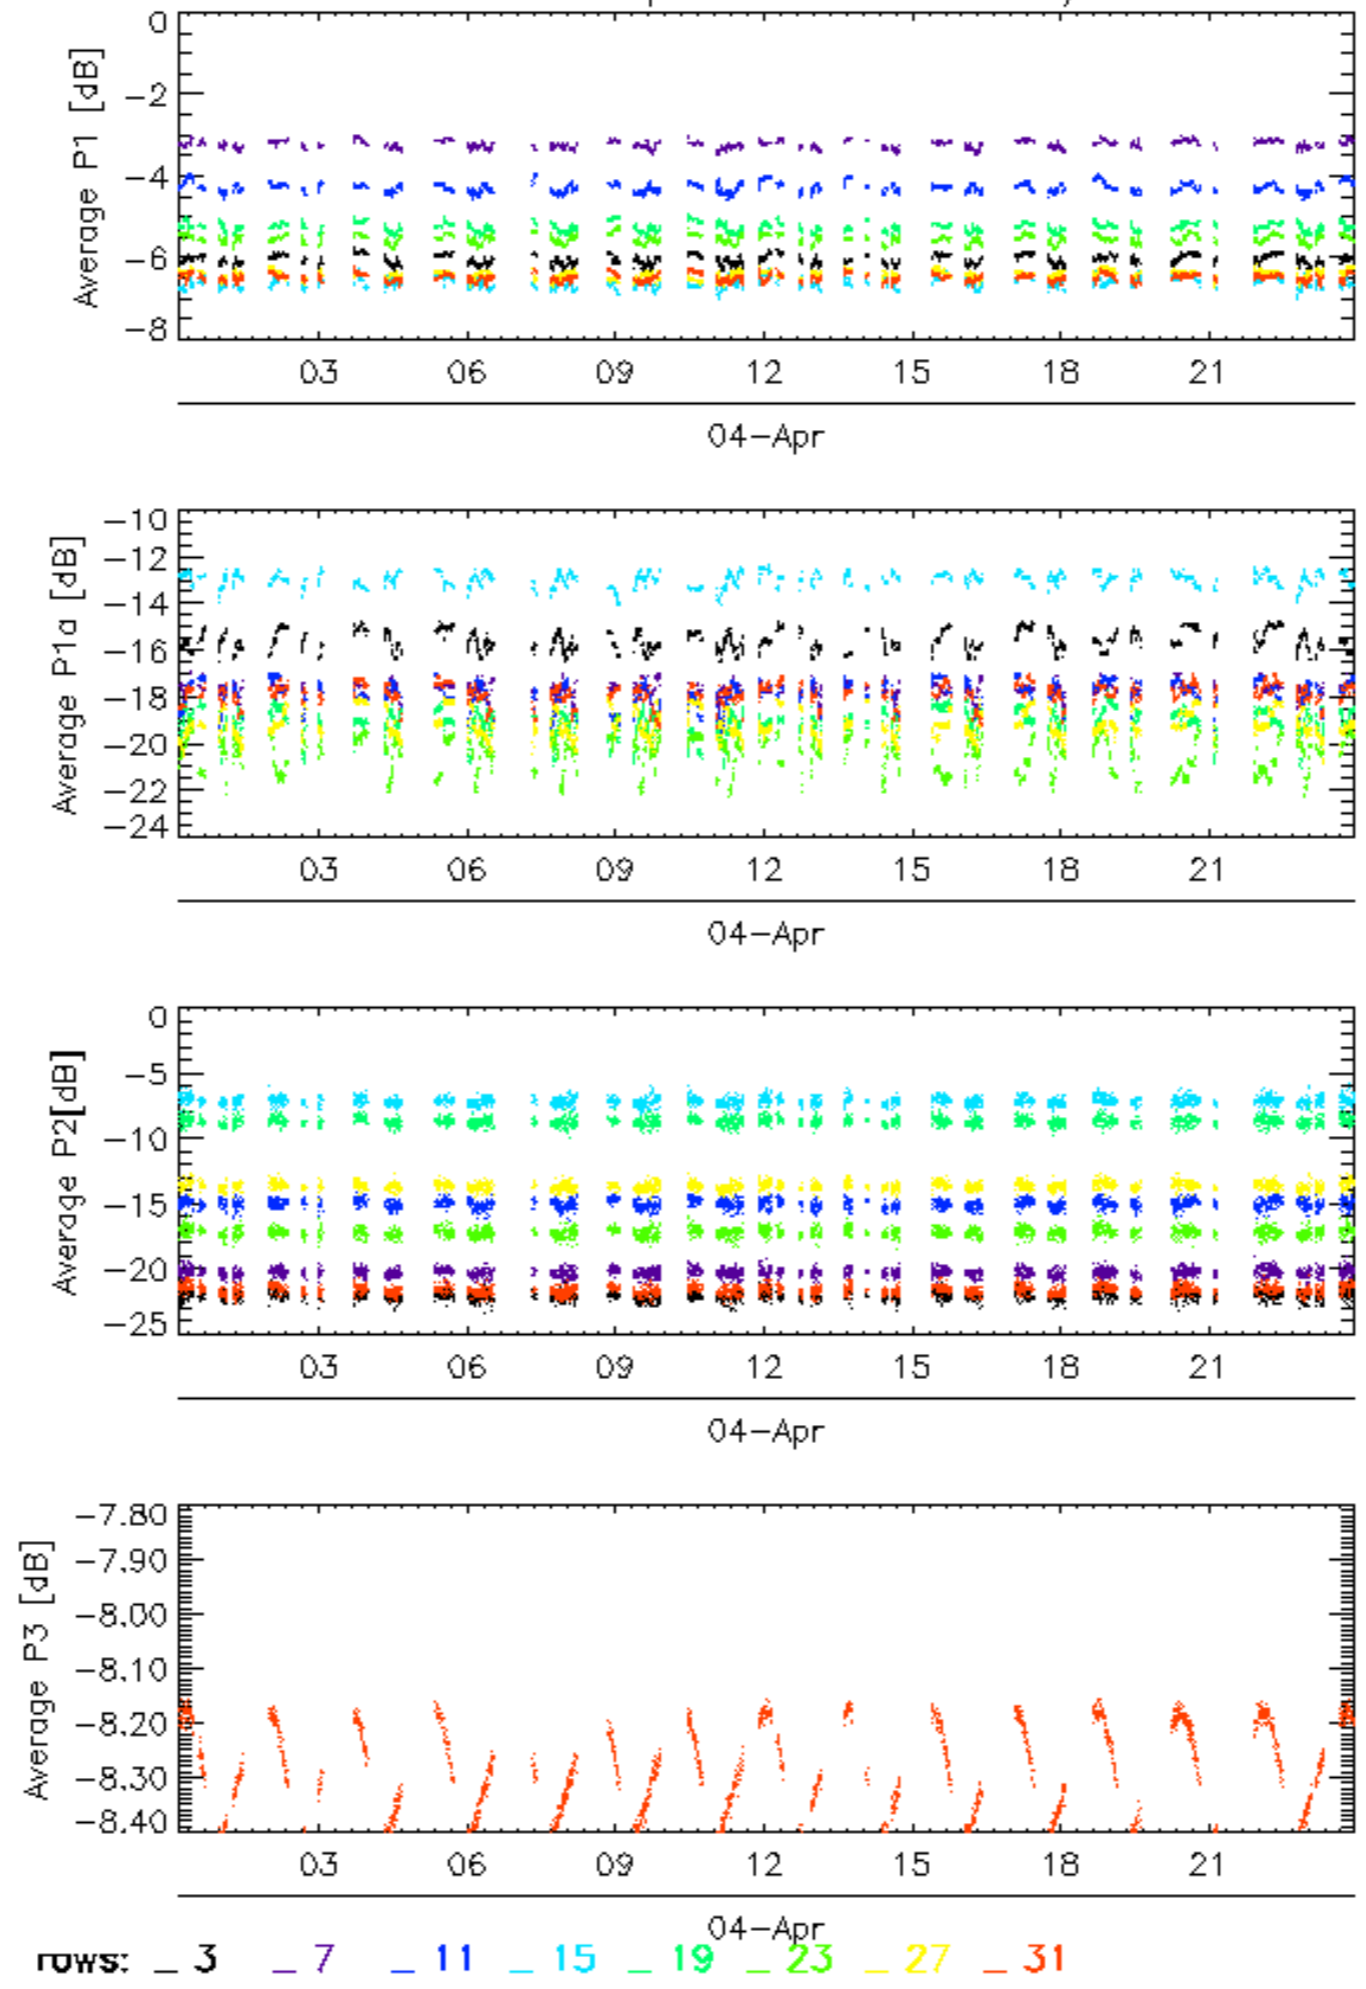 0
-2
-4
-6
-8
Average P1 [dB]
03 06 09 12 15 18 21
04-Apr
-10
-12
-14
-16
-18
-20
-22
-24
Average P1a [dB]
03 06 09 12 15 18 21
04-Apr
0
-5
-10
-15
-20
-25
Average P2[dB]
03 06 09 12 15 18 21
04-Apr
-7.80
-7.90
-8.00
-8.10
-8.20
-8.30
-8.40
Average P3 [dB]
03 06 09 12 15 18 21
04-Apr
rows: _ 3 _ 7 _ 11 _ 15 _ 19 _ 23 _ 27 _ 31